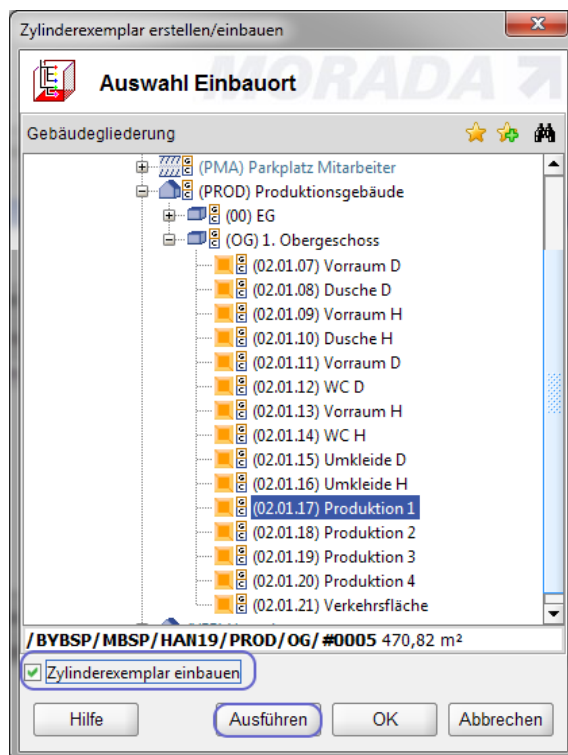 Zylinderexemplar erstellen/einbauen
Auswahl Einbauort
MORADA
Gebäudegliederung
(PMA) Parkplatz Mitarbeiter
(PROD) Produktionsgebäude
(00) EG
(OG) 1. Obergeschoss
(02.01.07) Vorraum D
(02.01.08) Dusche D
(02.01.09) Vorraum H
(02.01.10) Dusche H
(02.01.11) Vorraum D
(02.01.12) WC D
(02.01.13) Vorraum H
(02.01.14) WC H
(02.01.15) Umkleide D
(02.01.16) Umkleide H
(02.01.17) Produktion 1
(02.01.18) Produktion 2
(02.01.19) Produktion 3
(02.01.20) Produktion 4
(02.01.21) Verkehrsfläche
/BYBSP/MBSP/HAN19/PROD/OG/#0005 470,82 m²
Zylinderexemplar einbauen
Hilfe Ausführen OK Abbrechen